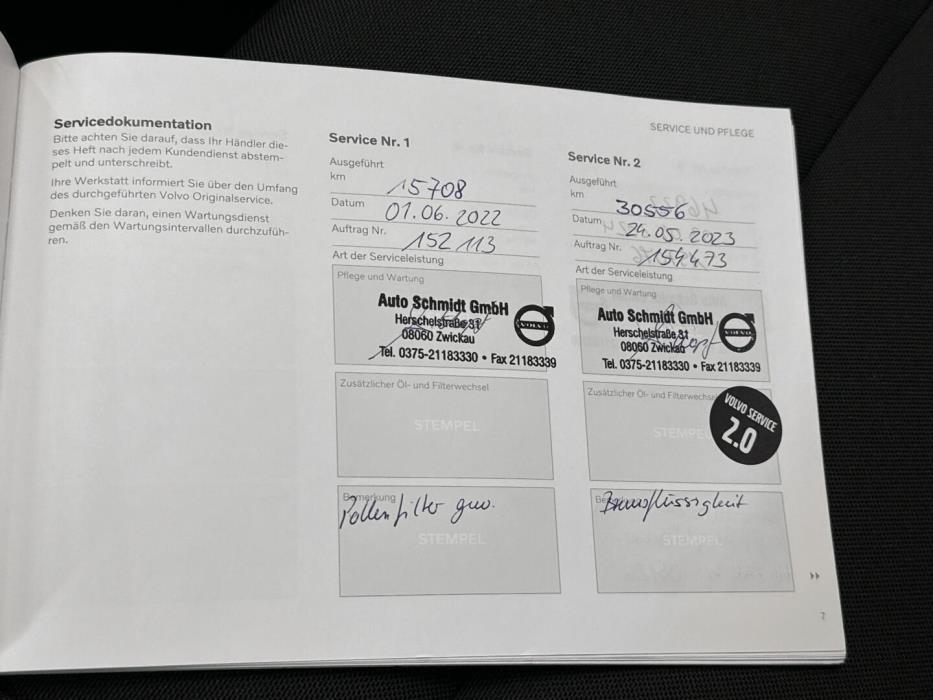 Servicedokumentation
Bitte achten Sie darauf, dass Ihr Händler die-
ses Heft nach jedem Kundendienst abstem-
pelt und unterschreibt.
Ihre Werkstatt informiert Sie über den Umfang
des durchgeführten Volvo Originalservice.
Denken Sie daran, einen Wartungsdienst
gemäß den Wartungsintervallen durchzufüh-
ren.
Service Nr. 1
Ausgeführt
km 15708
Datum 01.06.2022
Auftrag Nr. 152 113
Art der Serviceleistung
Pflege und Wartung
Auto Schmidt GmbH
Herschelstraße 31
08060 Zwickau
Tel. 0375-21183330 • Fax 21183339
VOLVO
Zusätzlicher Öl- und Filterwechsel
STEMPEL
Bemerkung
Pollenfilter gew.
STEMPEL
SERVICE UND PFLEGE
Service Nr. 2
Ausgeführt
km 30556
Datum 24.05.2023
Auftrag Nr. 154473
Art der Serviceleistung
Pflege und Wartung
Auto Schmidt GmbH
Herschelstraße 31
08060 Zwickau
Tel. 0375-21183330 • Fax 21183339
VOLVO
Zusätzlicher Öl- und Filterwechsel
STEMPEL
VOLVO SERVICE
2.0
Bremsflüssigkeit
STEMPEL
7